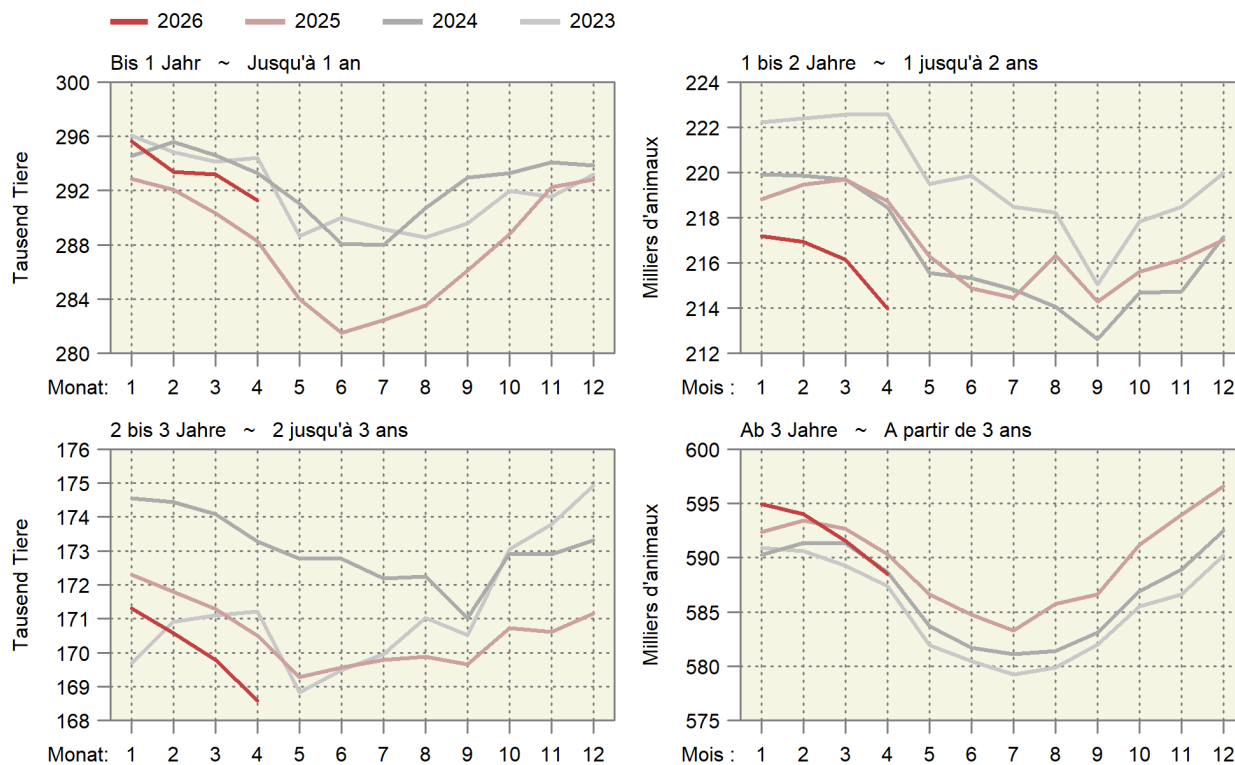 2026 2025 2024 2023
Bis 1 Jahr ~ Jusqu'à 1 an
Tausend Tiere
300
296
292
288
284
280
Monat: 1 2 3 4 5 6 7 8 9 10 11 12
1 bis 2 Jahre ~ 1 jusqu'à 2 ans
Milliers d'animaux
224
222
220
218
216
214
212
Mois : 1 2 3 4 5 6 7 8 9 10 11 12
2 bis 3 Jahre ~ 2 jusqu'à 3 ans
Tausend Tiere
176
175
174
173
172
171
170
169
168
Monat: 1 2 3 4 5 6 7 8 9 10 11 12
Ab 3 Jahre ~ A partir de 3 ans
Milliers d'animaux
600
595
590
585
580
575
Mois : 1 2 3 4 5 6 7 8 9 10 11 12